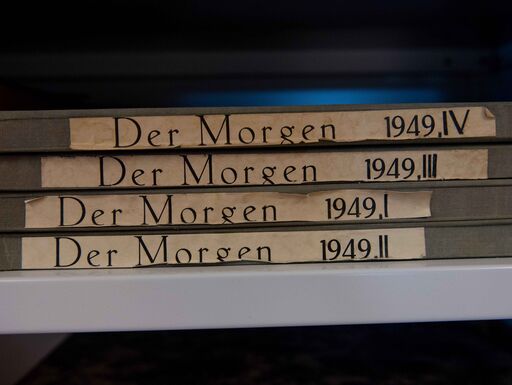 Der Morgen 1949,IV
Der Morgen 1949,III
Der Morgen 1949,I
Der Morgen 1949.II